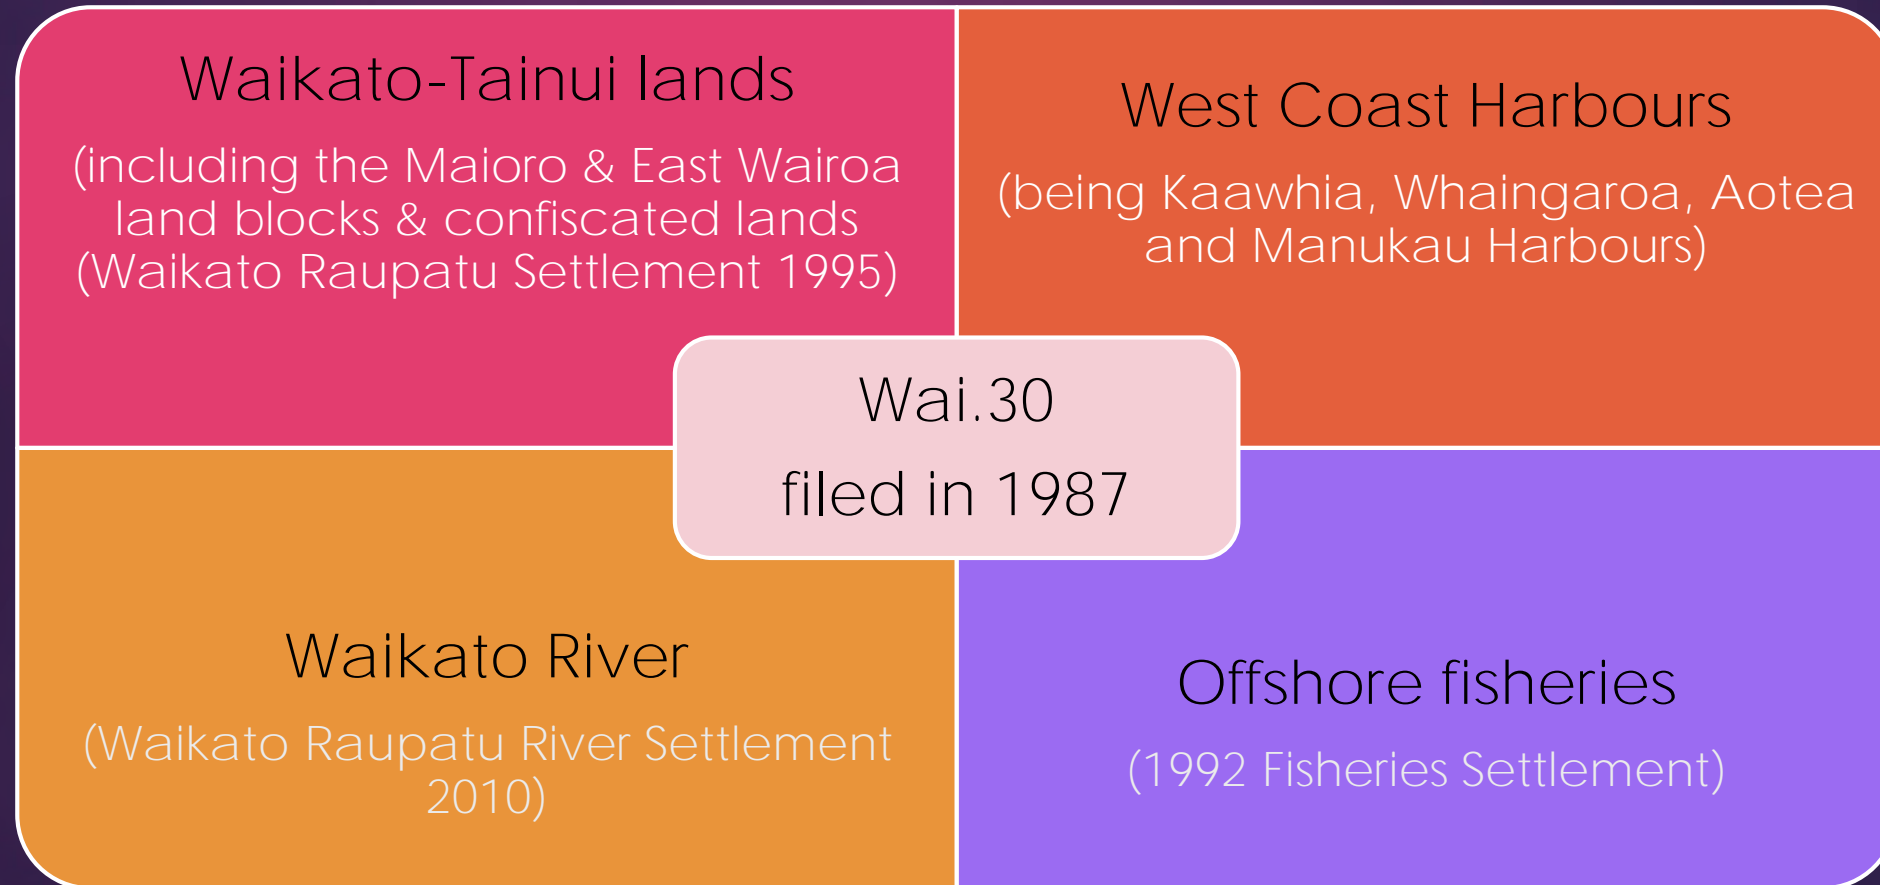 Waikato-Tainui lands
(including the Maioro & East Wairoa
land blocks & confiscated lands
(Waikato Raupatu Settlement 1995)
West Coast Harbours
(being Kaawhia, Whaingaroa, Aotea
and Manukau Harbours)
Wai.30
filed in 1987
Waikato River
(Waikato Raupatu River Settlement
2010)
Offshore fisheries
(1992 Fisheries Settlement)